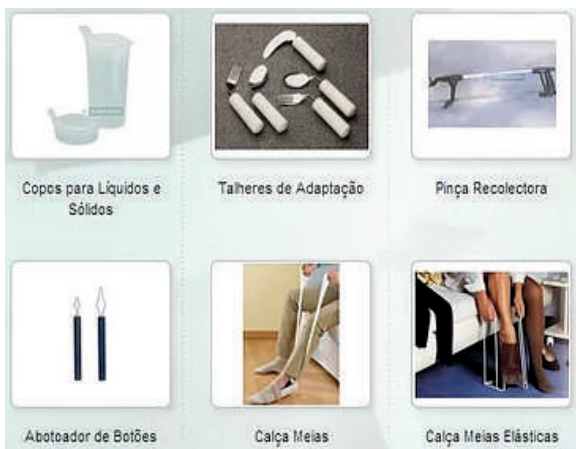 Copos para Líquidos e
Sólidos
Talheres de Adaptação
Pinça Recolectora
Abotoador de Botões
Calça Meias
Calça Meias Elásticas